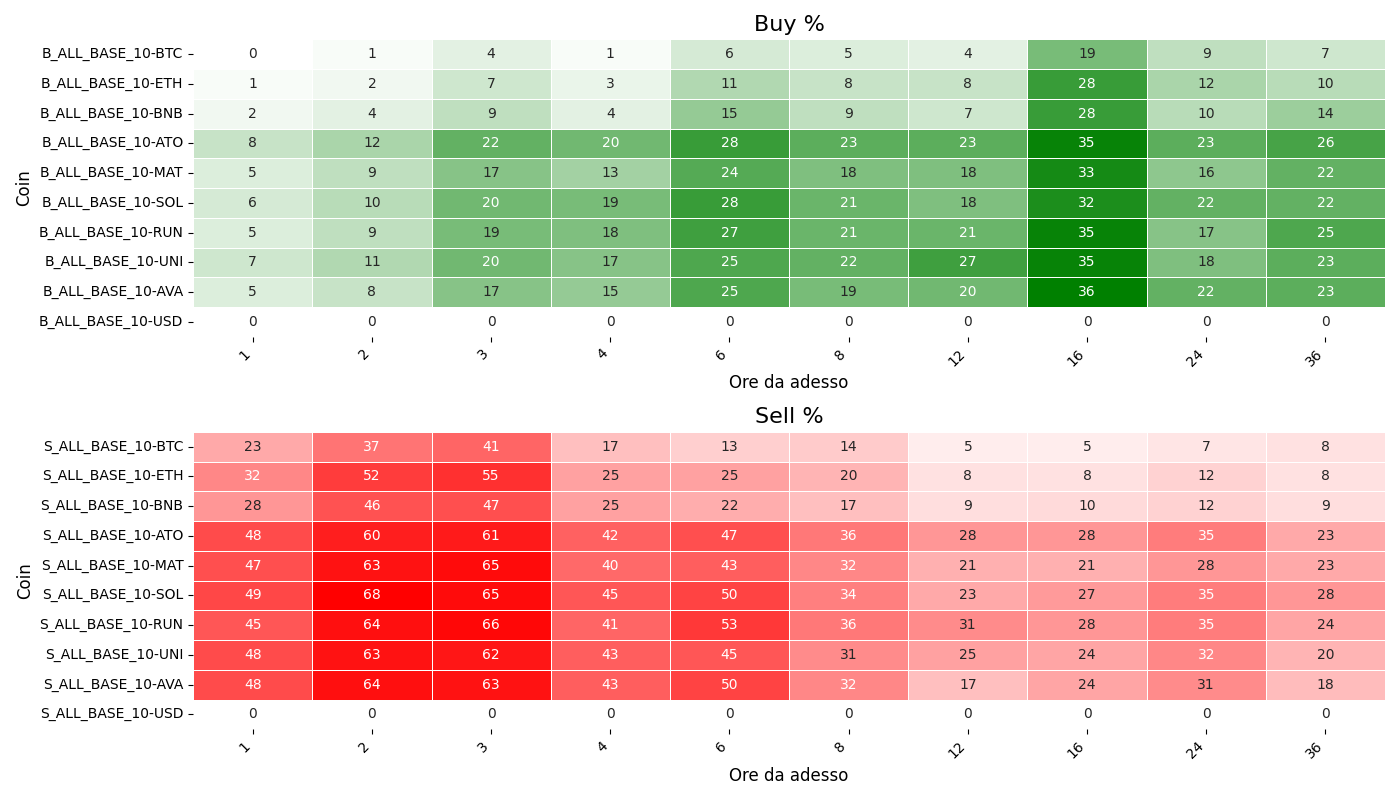 Buy %
Coin
B_ALL_BASE_10-BTC 0 1 4 1 6 5 4 19 9 7
B_ALL_BASE_10-ETH 1 2 7 3 11 8 8 28 12 10
B_ALL_BASE_10-BNB 2 4 9 4 15 9 7 28 10 14
B_ALL_BASE_10-ATO 8 12 22 20 28 23 23 35 23 26
B_ALL_BASE_10-MAT 5 9 17 13 24 18 18 33 16 22
B_ALL_BASE_10-SOL 6 10 20 19 28 21 18 32 22 22
B_ALL_BASE_10-RUN 5 9 19 18 27 21 21 35 17 25
B_ALL_BASE_10-UNI 7 11 20 17 25 22 27 35 18 23
B_ALL_BASE_10-AVA 5 8 17 15 25 19 20 36 22 23
B_ALL_BASE_10-USD 0 0 0 0 0 0 0 0 0 0
1 2 3 4 6 8 12 16 24 36
Ore da adesso
Sell %
Coin
S_ALL_BASE_10-BTC 23 37 41 17 13 14 5 5 7 8
S_ALL_BASE_10-ETH 32 52 55 25 25 20 8 8 12 8
S_ALL_BASE_10-BNB 28 46 47 25 22 17 9 10 12 9
S_ALL_BASE_10-ATO 48 60 61 42 47 36 28 28 35 23
S_ALL_BASE_10-MAT 47 63 65 40 43 32 21 21 28 23
S_ALL_BASE_10-SOL 49 68 65 45 50 34 23 27 35 28
S_ALL_BASE_10-RUN 45 64 66 41 53 36 31 28 35 24
S_ALL_BASE_10-UNI 48 63 62 43 45 31 25 24 32 20
S_ALL_BASE_10-AVA 48 64 63 43 50 32 17 24 31 18
S_ALL_BASE_10-USD 0 0 0 0 0 0 0 0 0 0
1 2 3 4 6 8 12 16 24 36
Ore da adesso